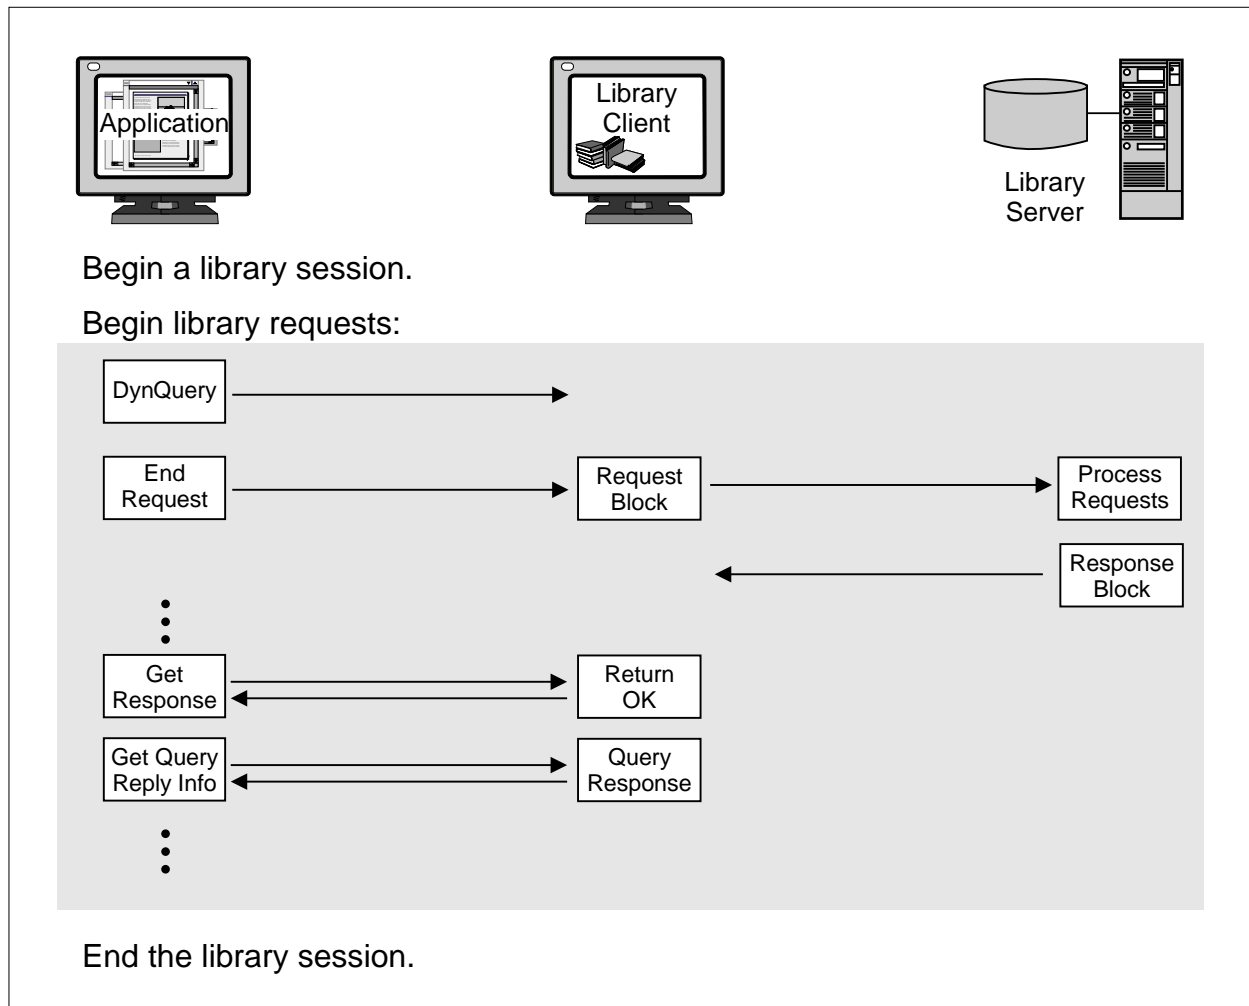 Application
Library
Client
Library
Server
Begin a library session.
Begin library requests:
DynQuery
End
Request
Request
Block
Process
Requests
Response
Block
Get
Response
Return
OK
Get Query
Reply Info
Query
Response
End the library session.